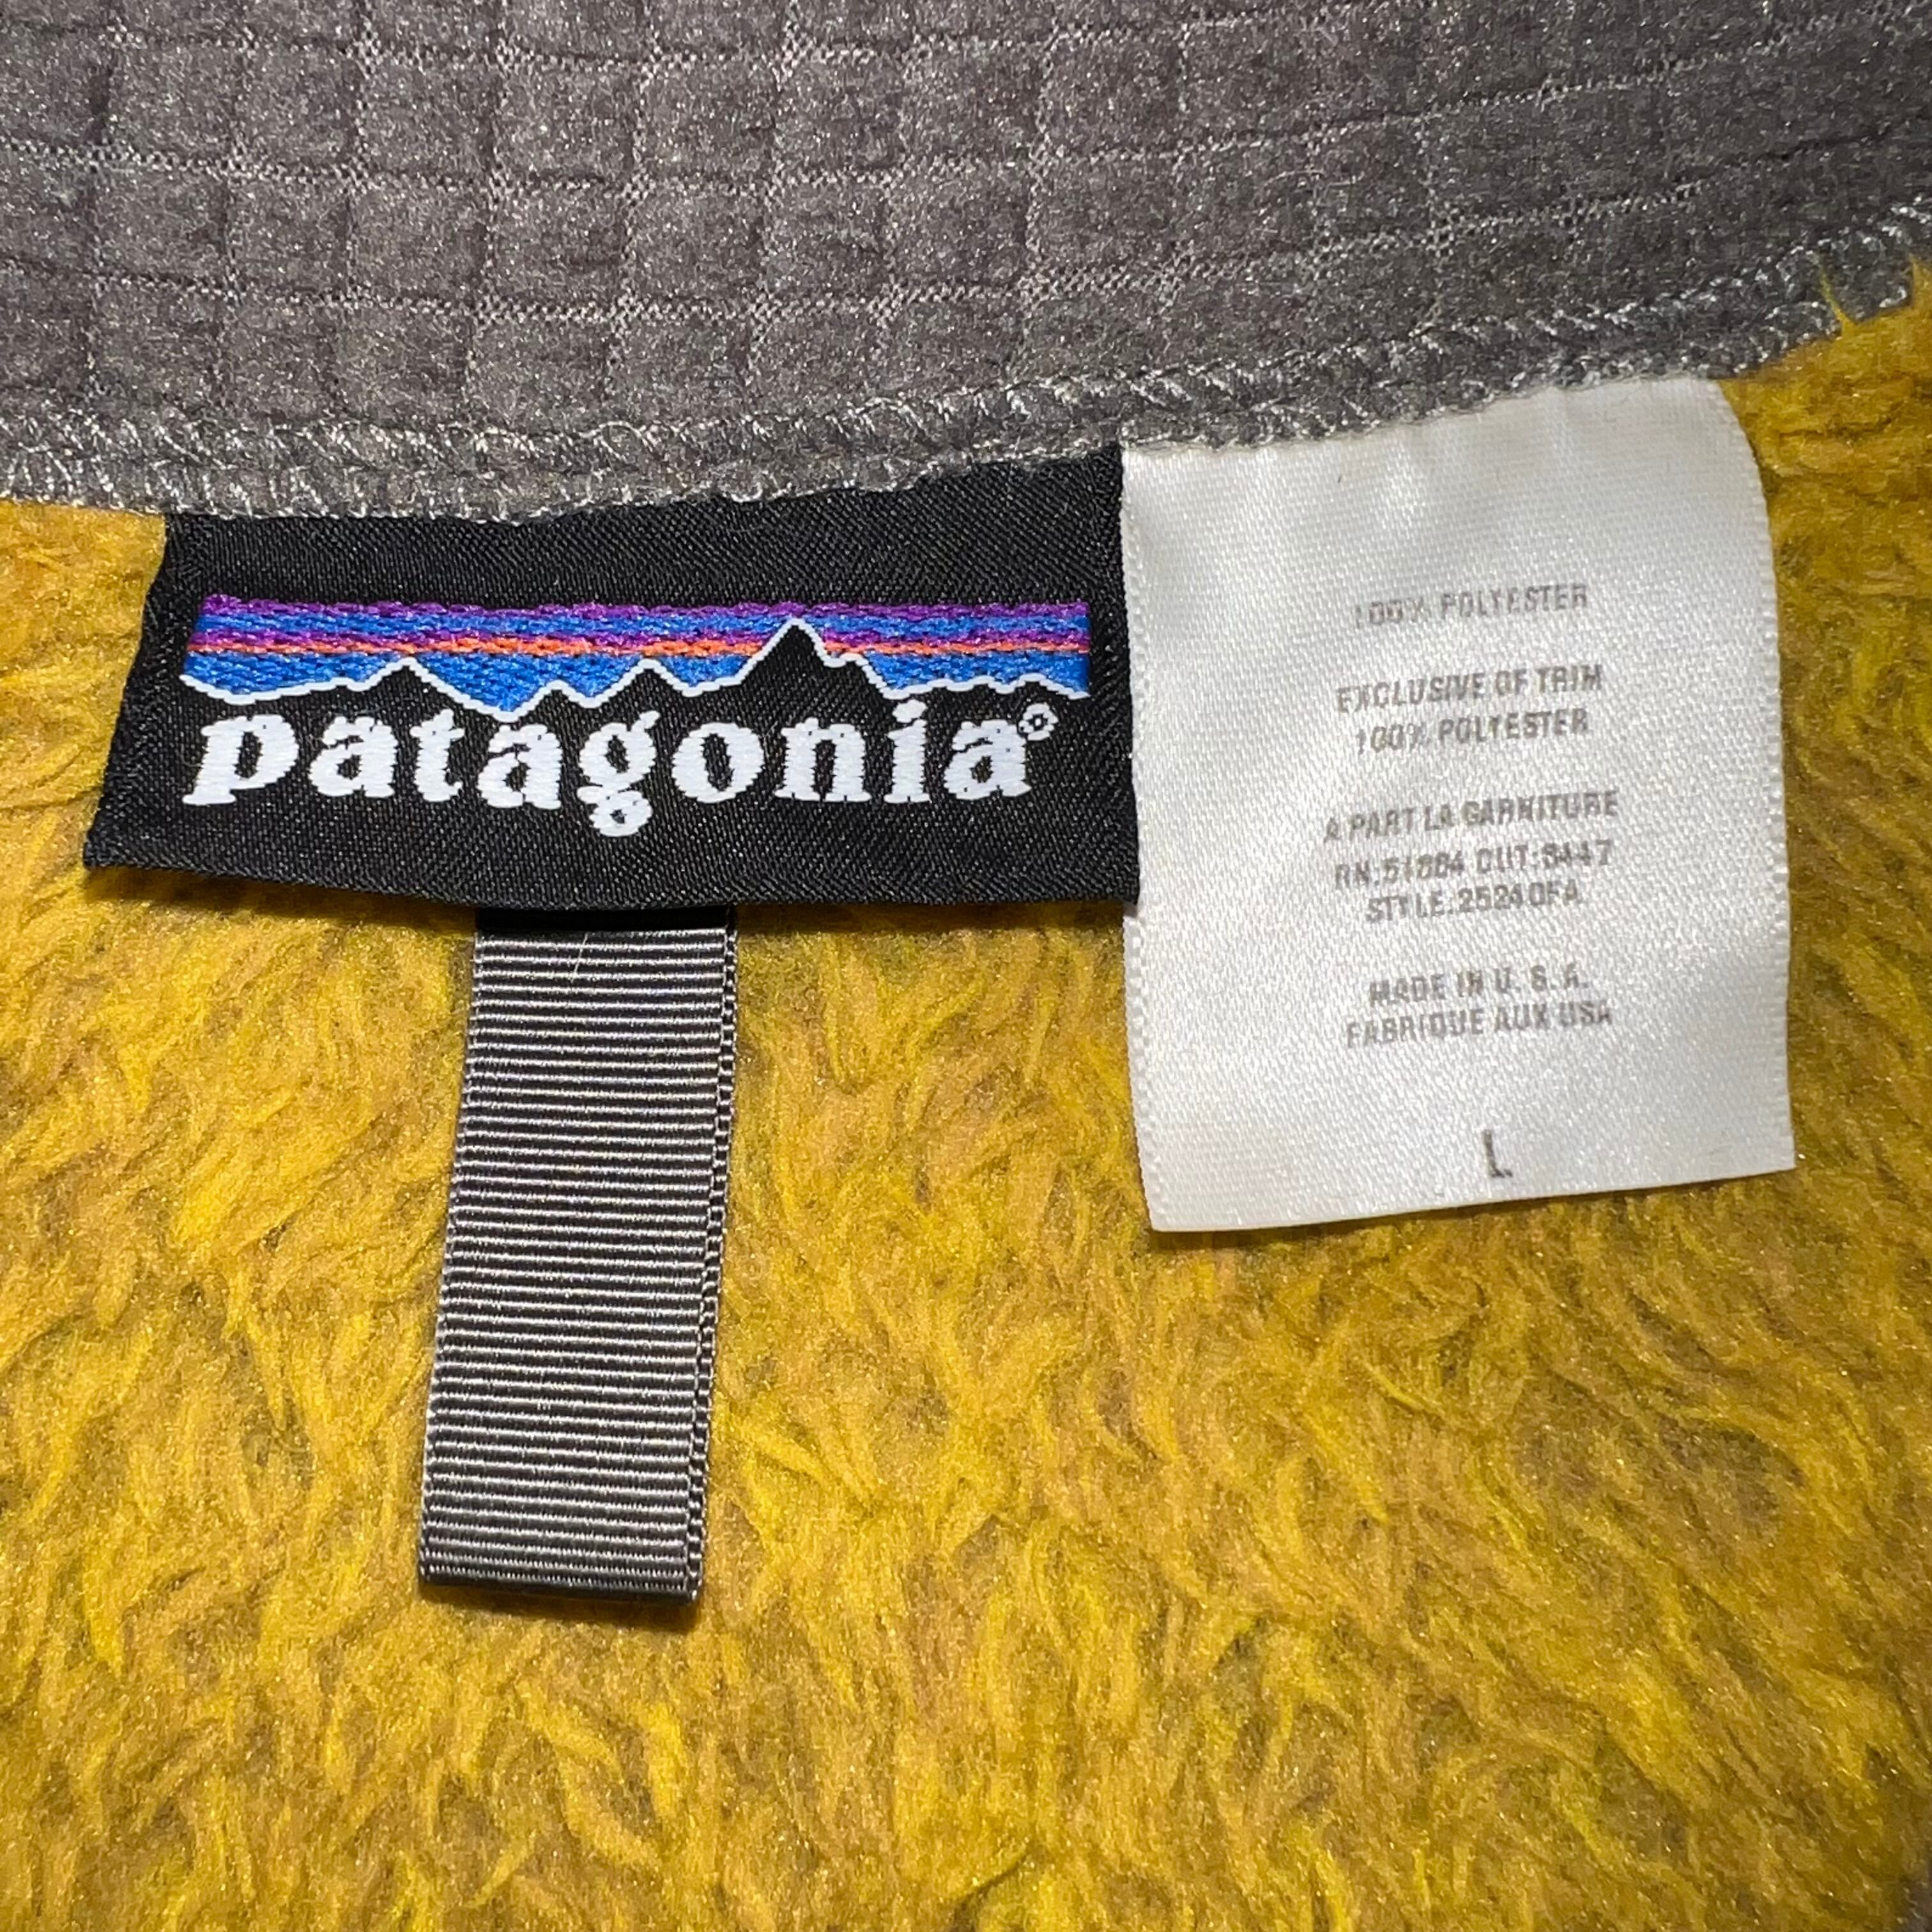 patagonia®
100% POLYESTER
EXCLUSIVE OF TRIM
100% POLYESTER
A PART LA GARNITURE
RN:51884 CUT:8447
STYLE:25240FA
MADE IN U. S. A.
FABRIQUE AUX USA
L